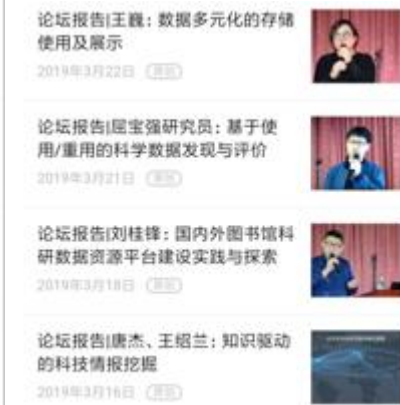 论坛报告|王巍：数据多元化的存储
使用及展示
2019年3月22日
论坛报告|屈宝强研究员：基于使
用/重用的科学数据发现与评价
2019年3月21日
论坛报告|刘桂锋：国内外图书馆科
研数据资源平台建设实践与探索
2019年3月18日
论坛报告|唐杰、王绍兰：知识驱动
的科技情报挖掘
2019年3月16日